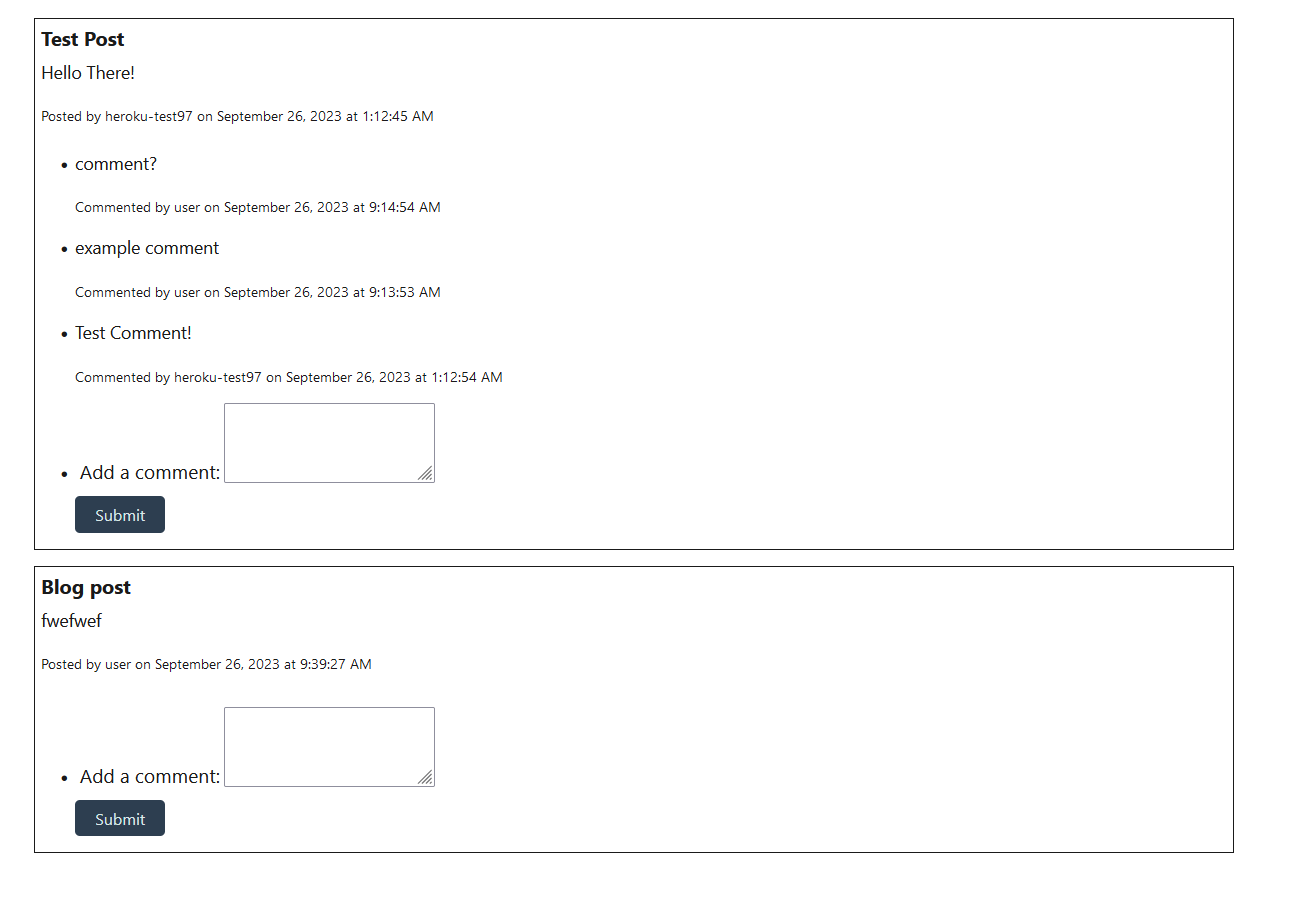 Test Post
Hello There!
Posted by heroku-test97 on September 26, 2023 at 1:12:45 AM
• comment?
Commented by user on September 26, 2023 at 9:14:54 AM
• example comment
Commented by user on September 26, 2023 at 9:13:53 AM
• Test Comment!
Commented by heroku-test97 on September 26, 2023 at 1:12:54 AM
• Add a comment:
Submit
Blog post
fwefwef
Posted by user on September 26, 2023 at 9:39:27 AM
• Add a comment:
Submit